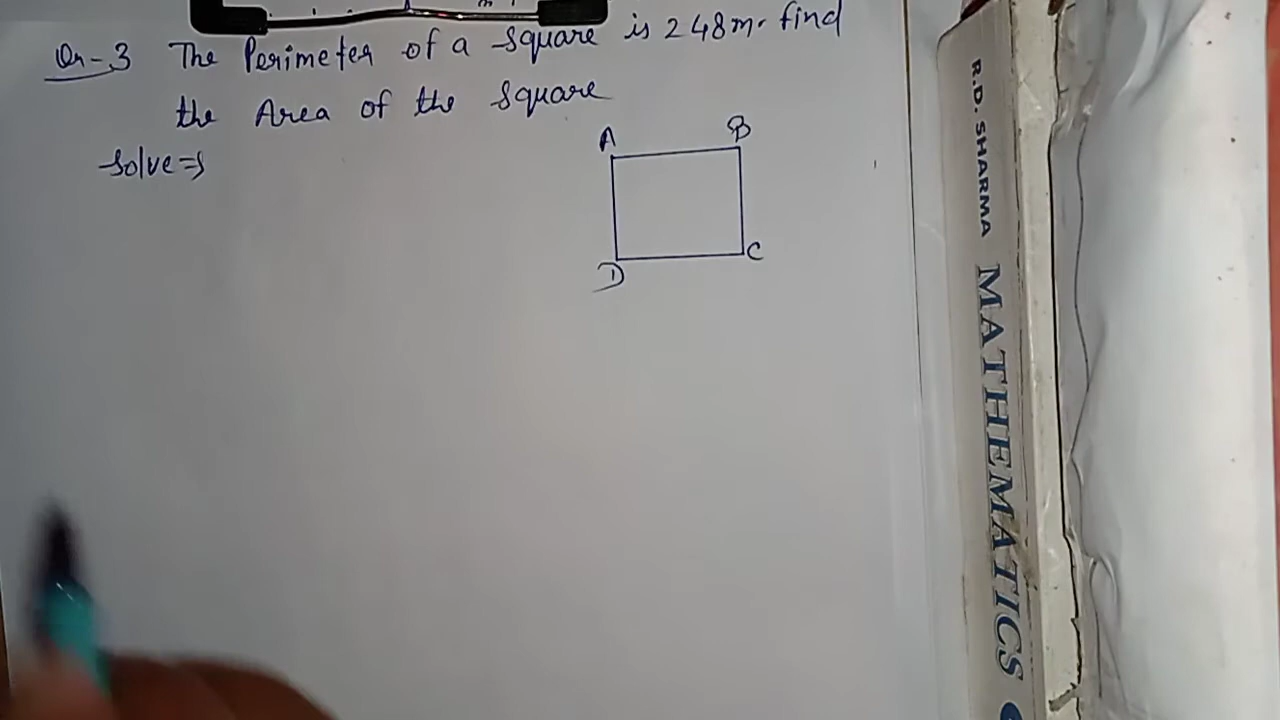 Qn-3 The Perimeter of a square is 248m. find
the Area of the square
Solve⇒
A
B
D
C
R.D. SHARMA MATHEMATICS